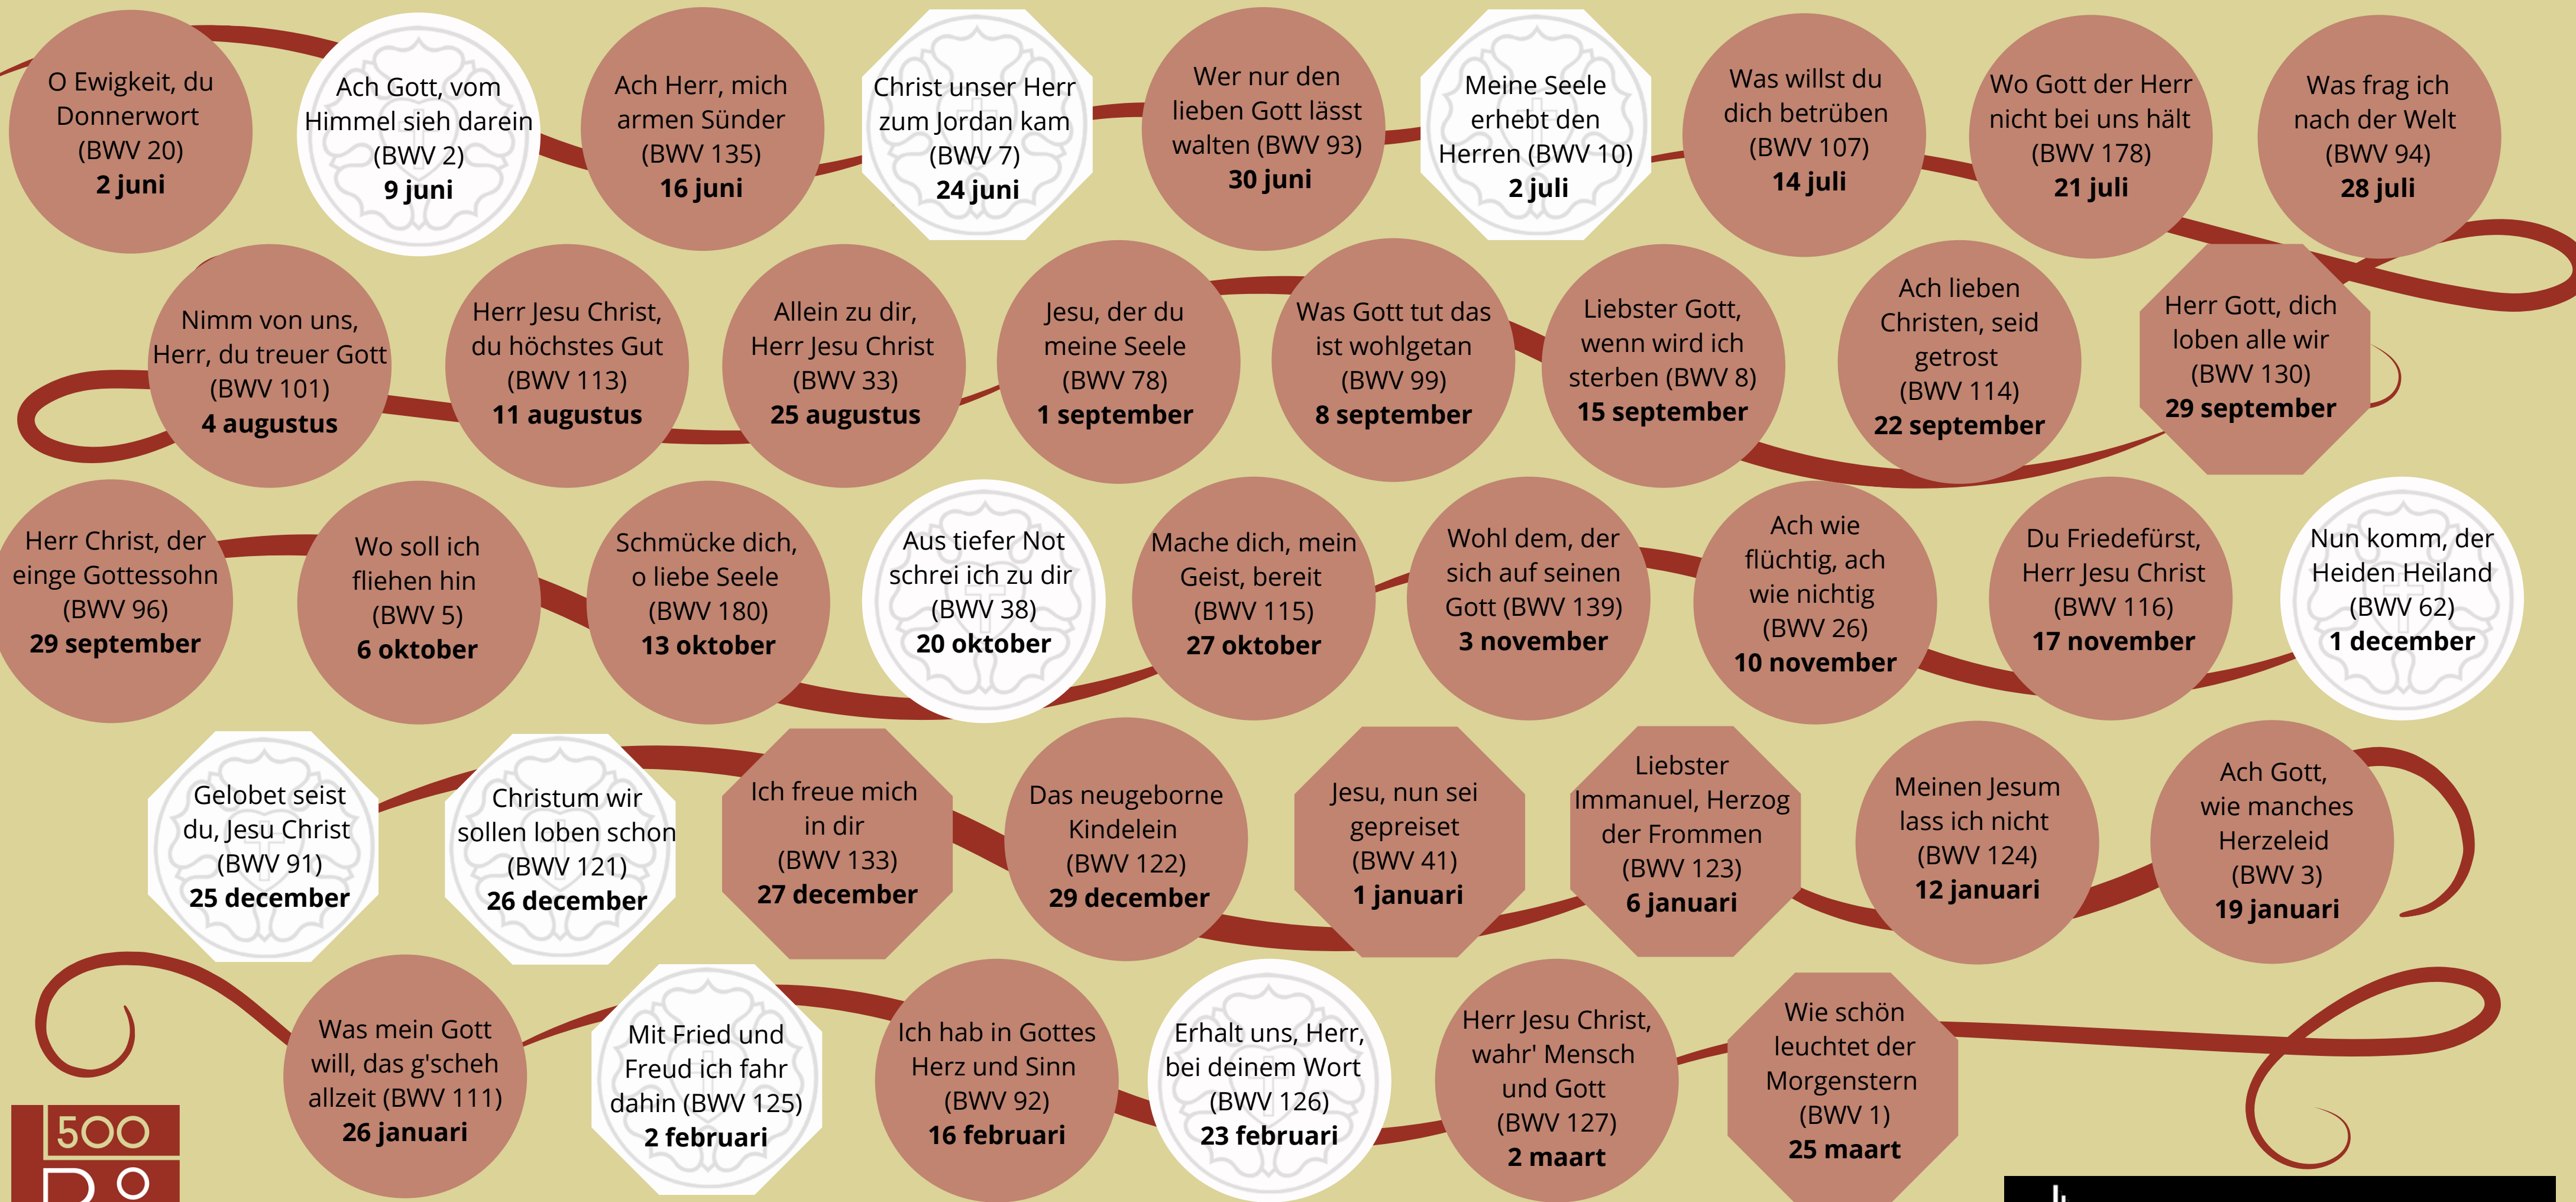 O Ewigkeit, du
Donnerwort
(BWV 20)
2 juni
Ach Gott, vom
Himmel sieh darein
(BWV 2)
9 juni
Ach Herr, mich
armen Sünder
(BWV 135)
16 juni
Christ unser Herr
zum Jordan kam
(BWV 7)
24 juni
Wer nur den
lieben Gott lässt
walten (BWV 93)
30 juni
Meine Seele
erhebt den
Herren (BWV 10)
2 juli
Was willst du
dich betrüben
(BWV 107)
14 juli
Wo Gott der Herr
nicht bei uns hält
(BWV 178)
21 juli
Was frag ich
nach der Welt
(BWV 94)
28 juli
Nimm von uns,
Herr, du treuer Gott
(BWV 101)
4 augustus
Herr Jesu Christ,
du höchstes Gut
(BWV 113)
11 augustus
Allein zu dir,
Herr Jesu Christ
(BWV 33)
25 augustus
Jesu, der du
meine Seele
(BWV 78)
1 september
Was Gott tut das
ist wohlgetan
(BWV 99)
8 september
Liebster Gott,
wenn wird ich
sterben (BWV 8)
15 september
Ach lieben
Christen, seid
getrost
(BWV 114)
22 september
Herr Gott, dich
loben alle wir
(BWV 130)
29 september
Herr Christ, der
einge Gottessohn
(BWV 96)
29 september
Wo soll ich
fliehen hin
(BWV 5)
6 oktober
Schmücke dich,
o liebe Seele
(BWV 180)
13 oktober
Aus tiefer Not
schrei ich zu dir
(BWV 38)
20 oktober
Mache dich, mein
Geist, bereit
(BWV 115)
27 oktober
Wohl dem, der
sich auf seinen
Gott (BWV 139)
3 november
Ach wie
flüchtig, ach
wie nichtig
(BWV 26)
10 november
Du Friedefürst,
Herr Jesu Christ
(BWV 116)
17 november
Nun komm, der
Heiden Heiland
(BWV 62)
1 december
Gelobet seist
du, Jesu Christ
(BWV 91)
25 december
Christum wir
sollen loben schon
(BWV 121)
26 december
Ich freue mich
in dir
(BWV 133)
27 december
Das neugeborne
Kindelein
(BWV 122)
29 december
Jesu, nun sei
gepreiset
(BWV 41)
1 januari
Liebster
Immanuel, Herzog
der Frommen
(BWV 123)
6 januari
Meinen Jesum
lass ich nicht
(BWV 124)
12 januari
Ach Gott,
wie manches
Herzeleid
(BWV 3)
19 januari
Was mein Gott
will, das g'scheh
allzeit (BWV 111)
26 januari
Mit Fried und
Freud ich fahr
dahin (BWV 125)
2 februari
Ich hab in Gottes
Herz und Sinn
(BWV 92)
16 februari
Erhalt uns, Herr,
bei deinem Wort
(BWV 126)
23 februari
Herr Jesu Christ,
wahr' Mensch
und Gott
(BWV 127)
2 maart
Wie schön
leuchtet der
Morgenstern
(BWV 1)
25 maart
500